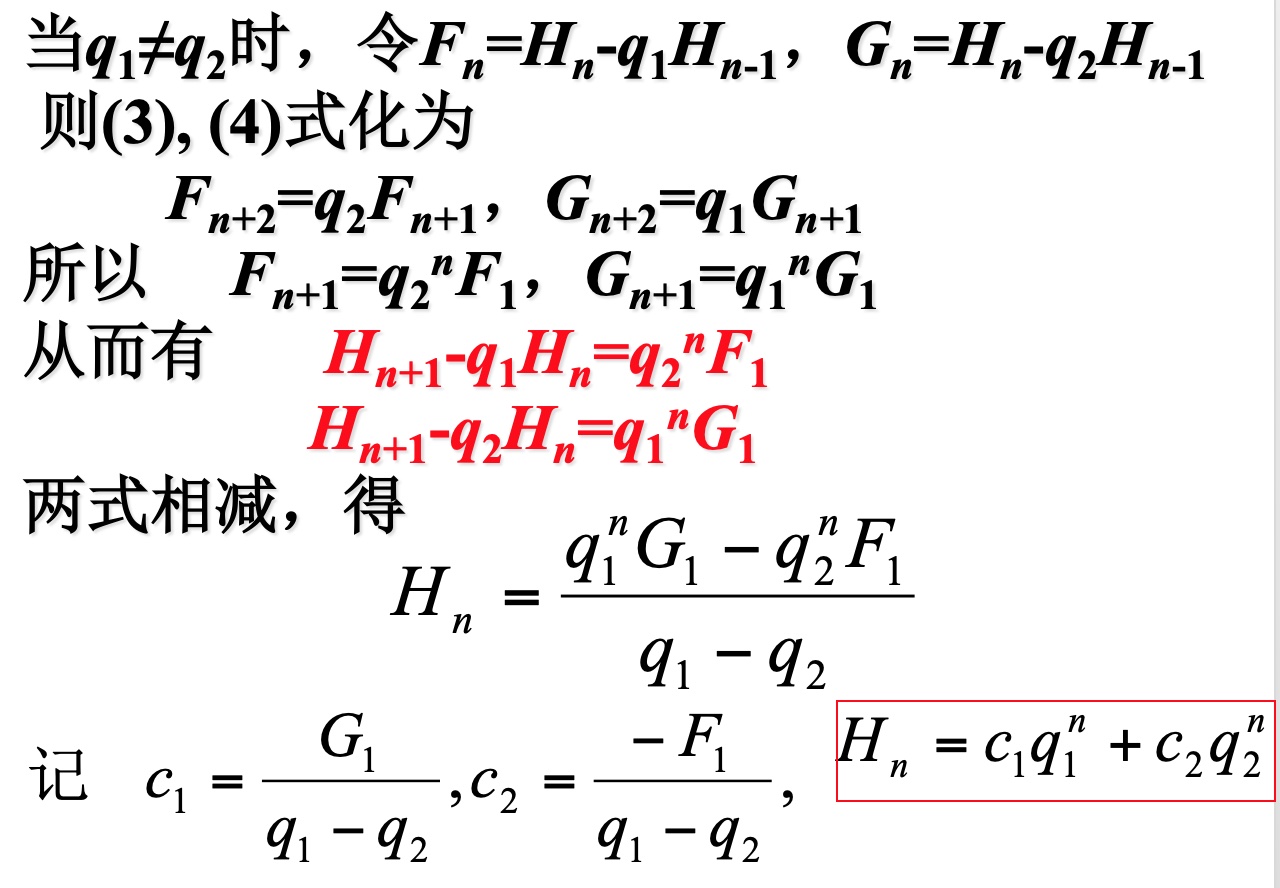 当q₁≠q₂时，令Fₙ=Hₙ-q₁Hₙ₋₁，Gₙ=Hₙ-q₂Hₙ₋₁
则(3), (4)式化为
Fₙ₊₂=q₂Fₙ₊₁，Gₙ₊₂=q₁Gₙ₊₁
所以 Fₙ₊₁=q₂ⁿF₁，Gₙ₊₁=q₁ⁿG₁
从而有 Hₙ₊₁-q₁Hₙ=q₂ⁿF₁
Hₙ₊₁-q₂Hₙ=q₁ⁿG₁
两式相减，得
Hₙ = (q₁ⁿG₁ − q₂ⁿF₁) / (q₁ − q₂)
记 c₁ = G₁ / (q₁ − q₂), c₂ = −F₁ / (q₁ − q₂), Hₙ = c₁q₁ⁿ + c₂q₂ⁿ